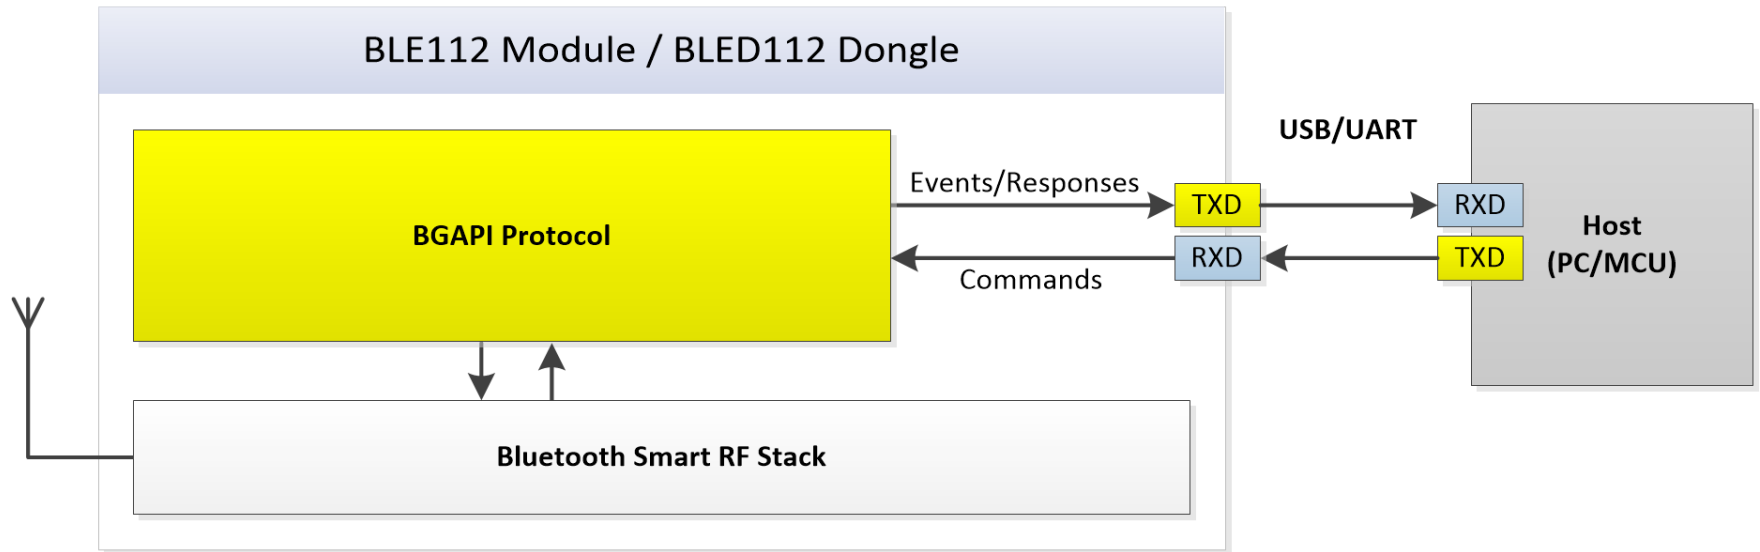 BLE112 Module / BLED112 Dongle
USB/UART
Events/Responses
TXD
RXD
BGAPI Protocol
Host
(PC/MCU)
RXD
TXD
Commands
Bluetooth Smart RF Stack